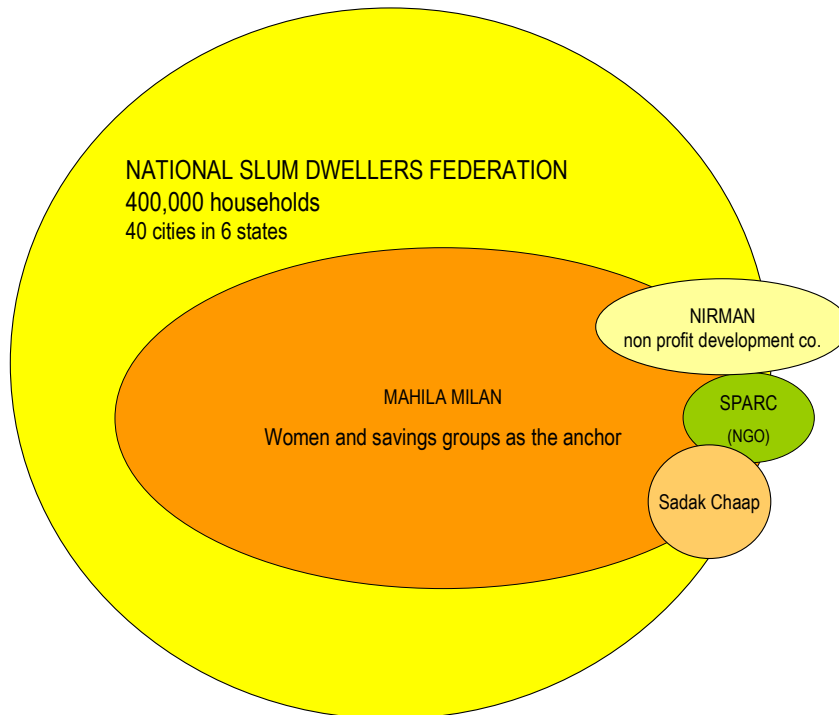 NATIONAL SLUM DWELLERS FEDERATION
400,000 households
40 cities in 6 states
NIRMAN
non profit development co.
MAHILA MILAN
Women and savings groups as the anchor
SPARC
(NGO)
Sadak Chaap